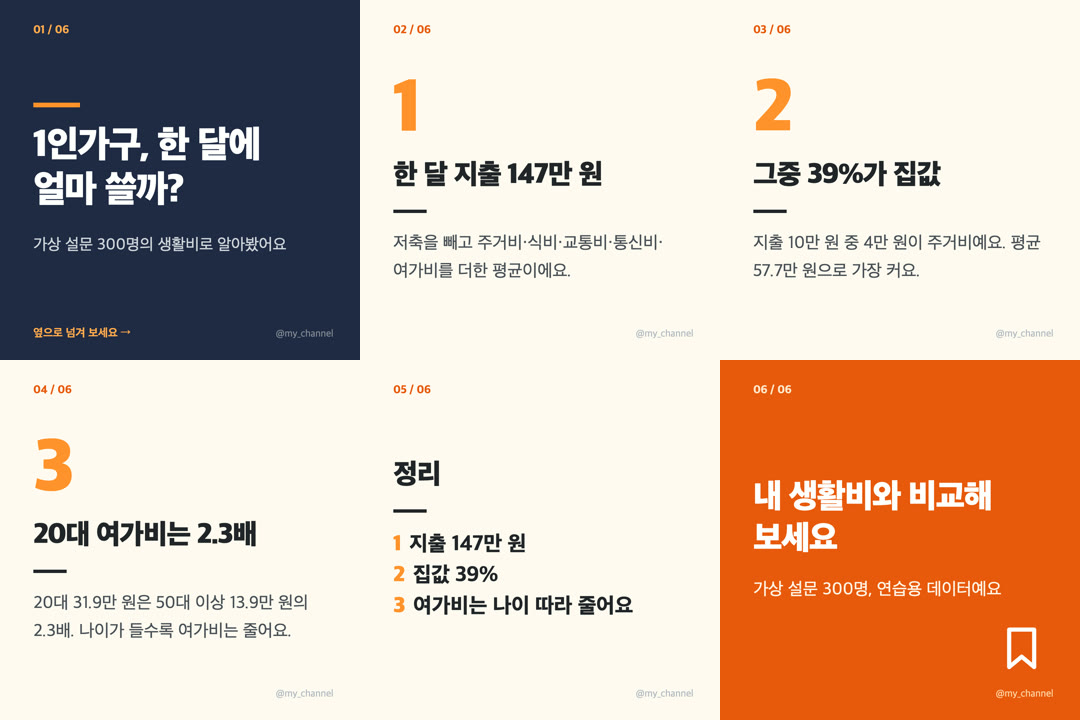 01 / 06
1인가구, 한 달에
얼마 쓸까?
가상 설문 300명의 생활비로 알아봤어요
옆으로 넘겨 보세요 →
@my_channel
02 / 06
1
한 달 지출 147만 원
저축을 빼고 주거비·식비·교통비·통신비·
여가비를 더한 평균이에요.
@my_channel
03 / 06
2
그중 39%가 집값
지출 10만 원 중 4만 원이 주거비예요. 평균
57.7만 원으로 가장 커요.
@my_channel
04 / 06
3
20대 여가비는 2.3배
20대 31.9만 원은 50대 이상 13.9만 원의
2.3배. 나이가 들수록 여가비는 줄어요.
@my_channel
05 / 06
정리
1 지출 147만 원
2 집값 39%
3 여가비는 나이 따라 줄어요
@my_channel
06 / 06
내 생활비와 비교해
보세요
가상 설문 300명, 연습용 데이터예요
@my_channel